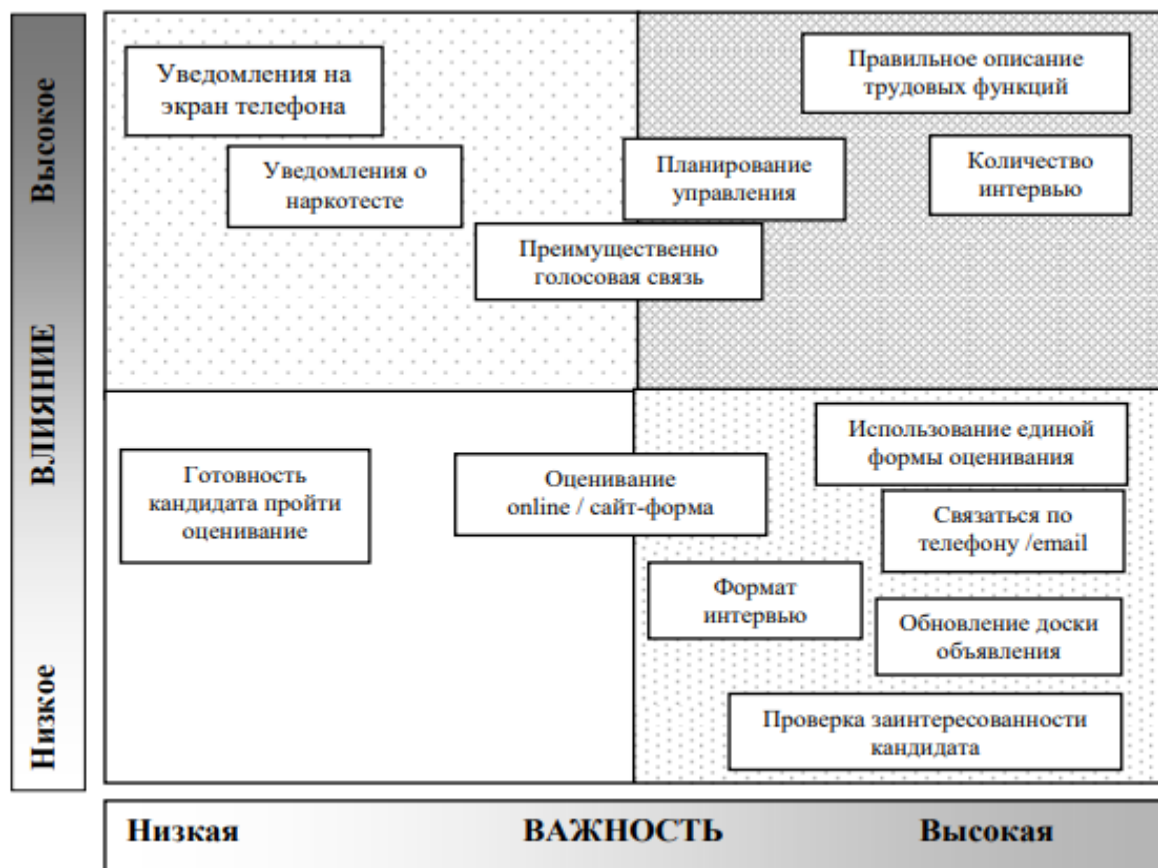 Высокое
ВЛИЯНИЕ
Низкое
Уведомления на
экран телефона
Правильное описание
трудовых функций
Уведомления о
наркотесте
Планирование
управления
Количество
интервью
Преимущественно
голосовая связь
Использование единой
формы оценивания
Готовность
кандидата пройти
оценивание
Оценивание
online / сайт-форма
Связаться по
телефону /email
Формат
интервью
Обновление доски
объявления
Проверка заинтересованности
кандидата
Низкая
ВАЖНОСТЬ
Высокая